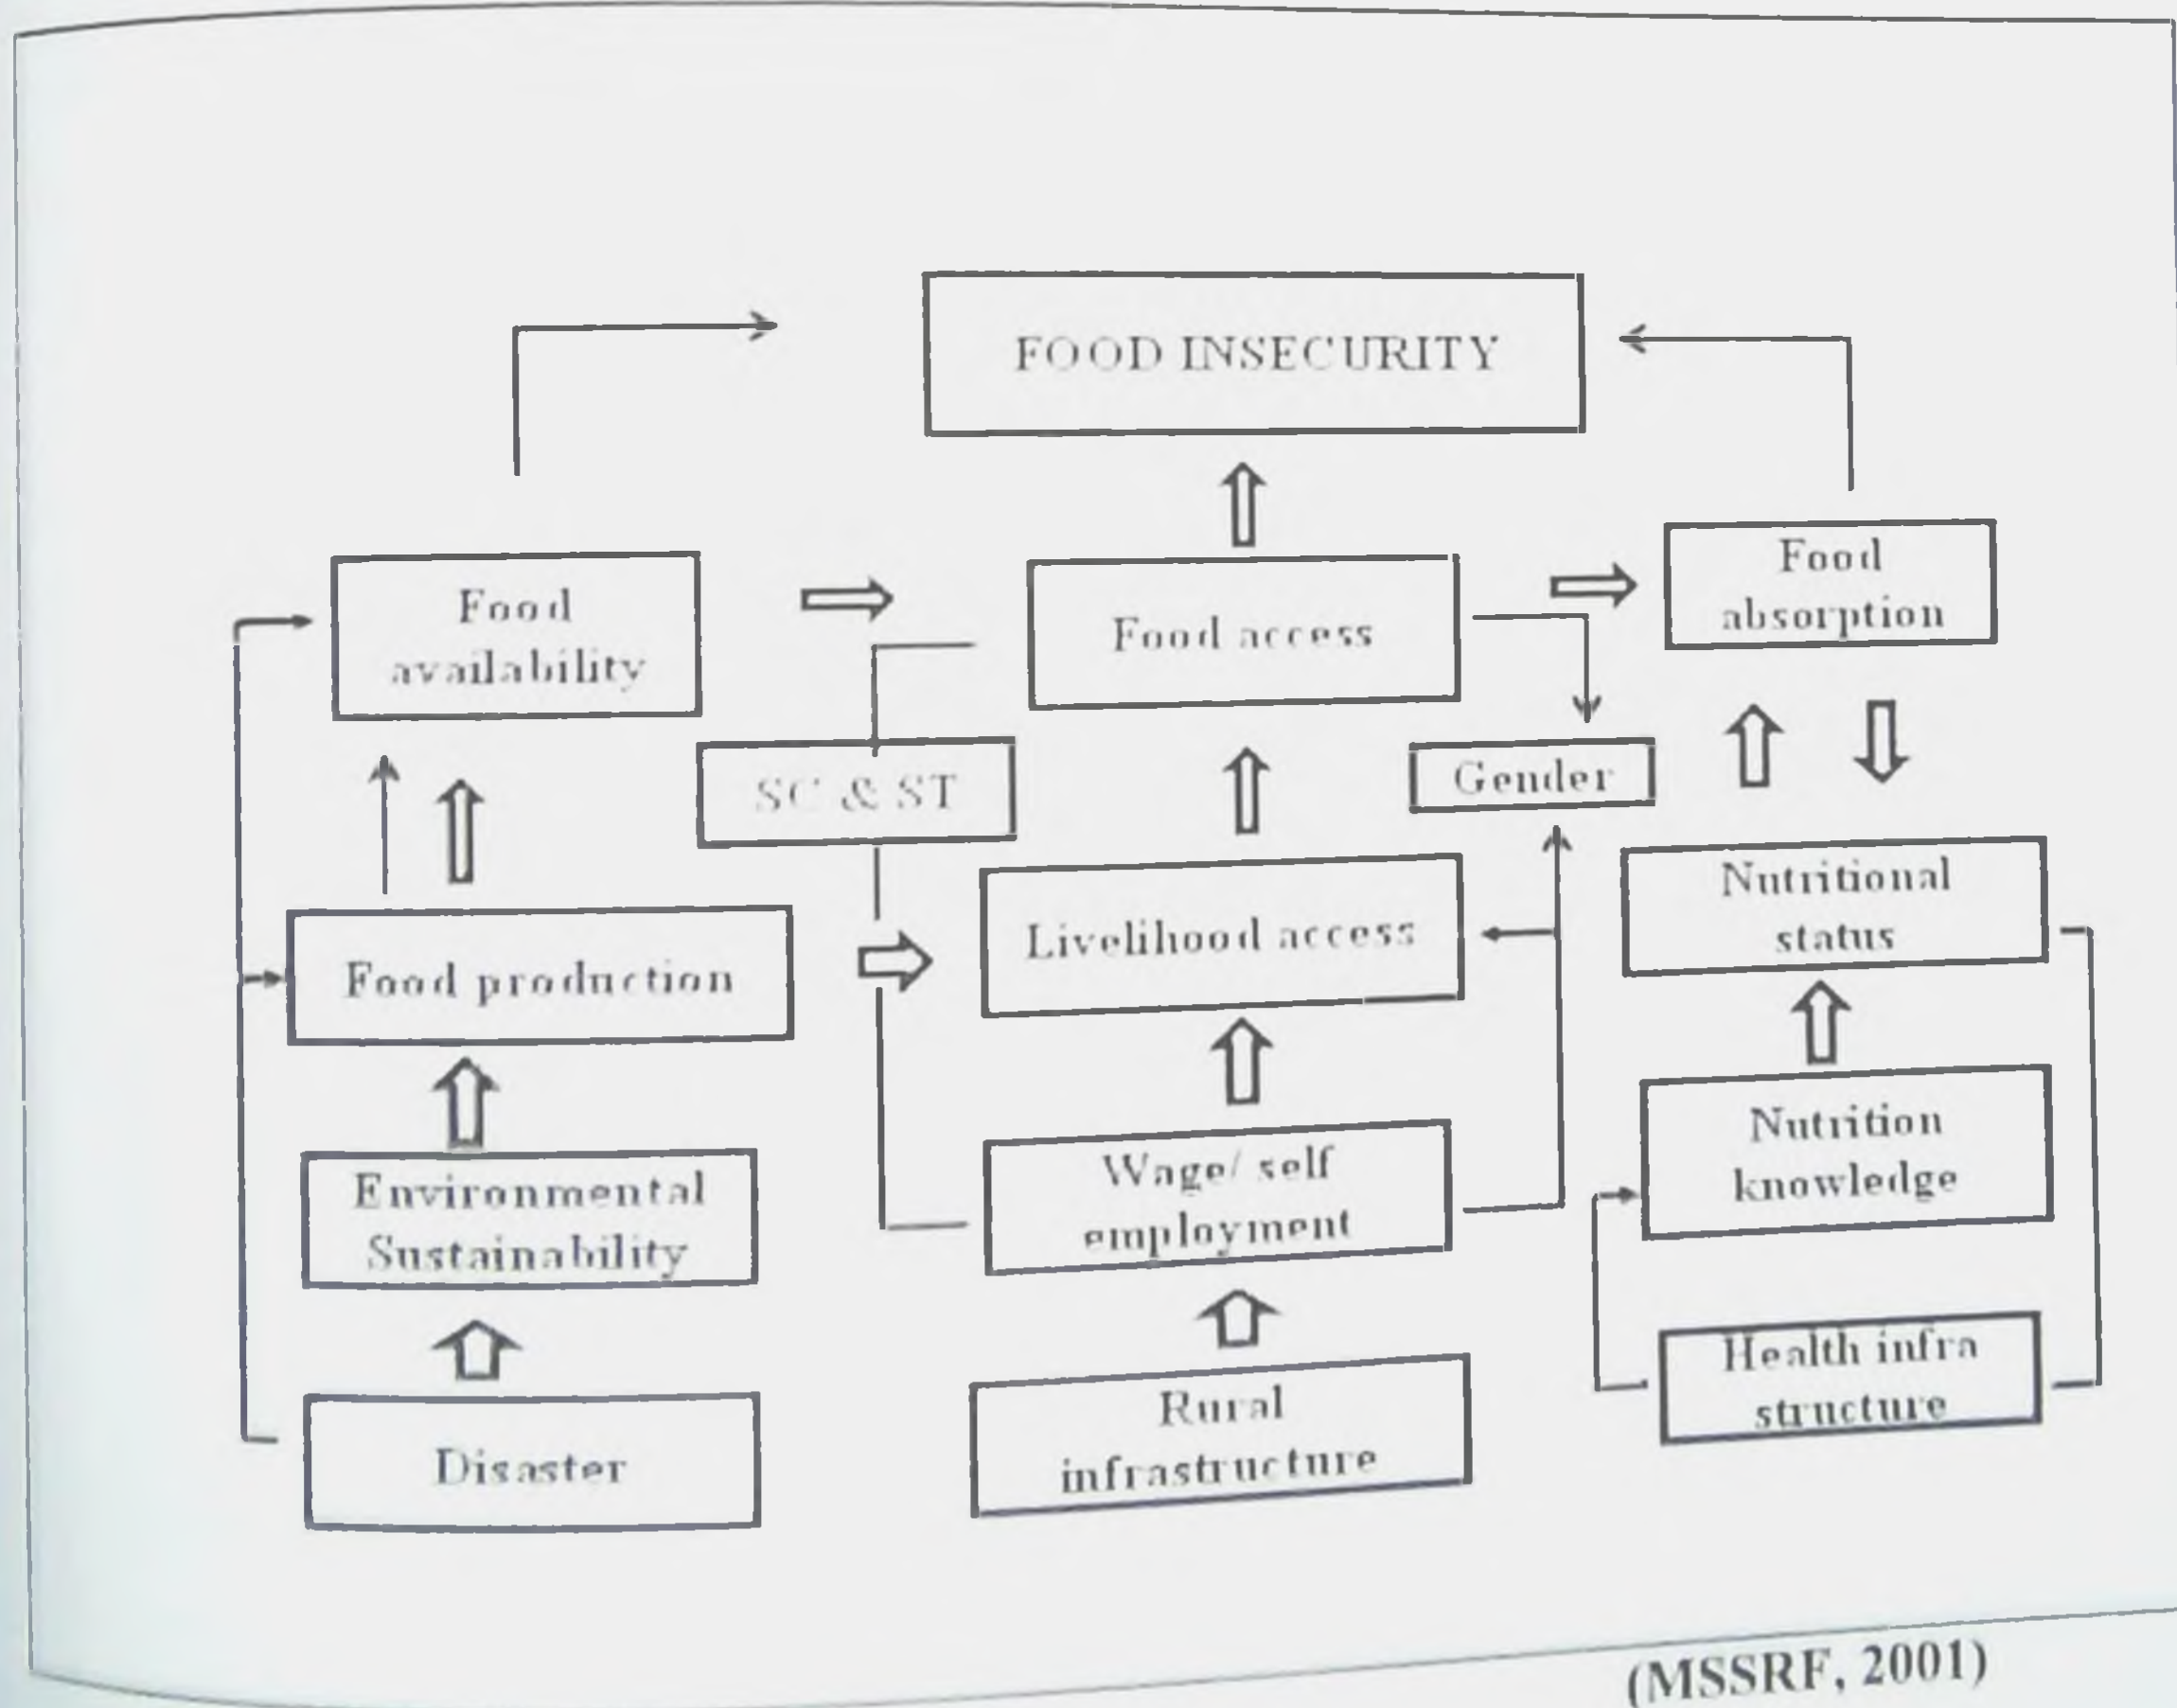 FOOD INSECURITY
Food
availability
Food access
Food
absorption
SC & ST
Gender
Food production
Livelihood access
Nutritional
status
Environmental
Sustainability
Wage/ self
employment
Nutrition
knowledge
Disaster
Rural
infrastructure
Health infra
structure
(MSSRF, 2001)